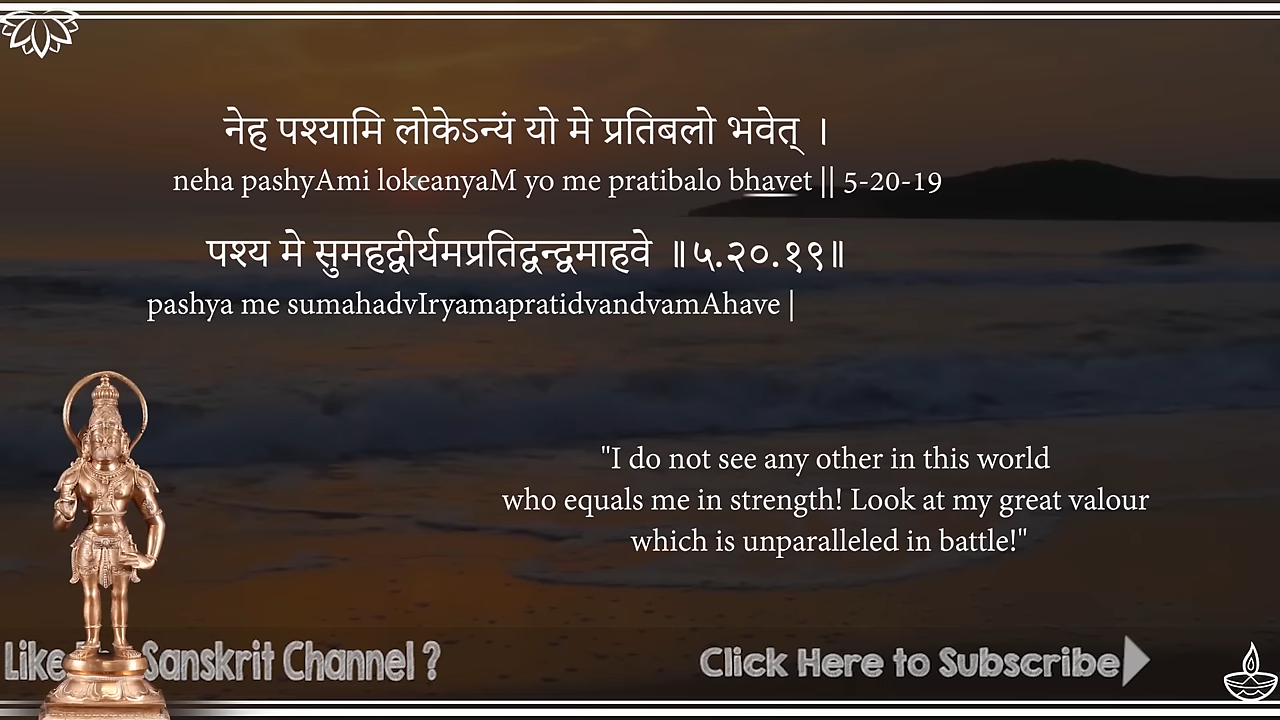 नेह पश्यामि लोकेऽन्यं यो मे प्रतिबलो भवेत् ।
neha pashyAmi lokeanyaM yo me pratibalo bhavet || 5-20-19
पश्य मे सुमहद्वीर्यमप्रतिद्वन्द्वमाहवे ॥५.२०.१९॥
pashya me sumahadvIryamapratidvandvamAhave |
"I do not see any other in this world
who equals me in strength! Look at my great valour
which is unparalleled in battle!"
Like Sanskrit Channel ?
Click Here to Subscribe